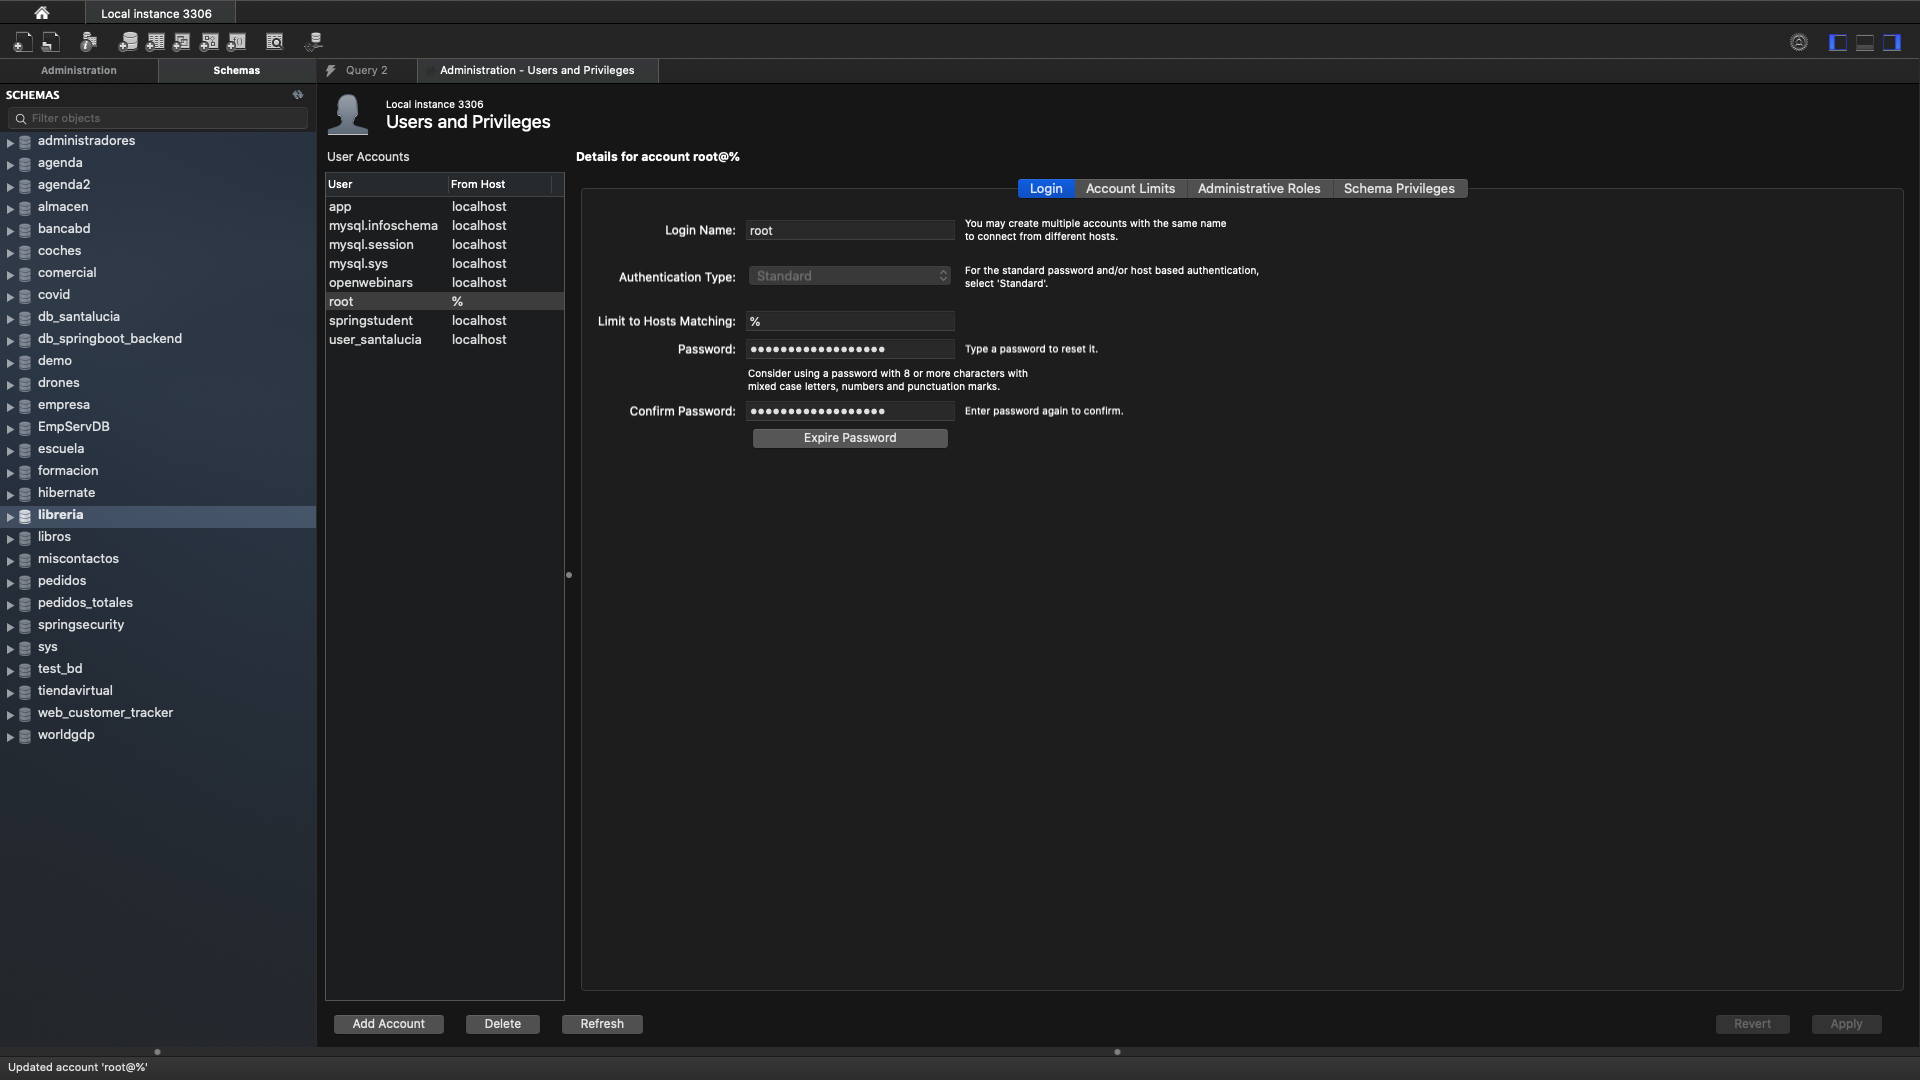 Local instance 3306
Administration
Schemas
Query 2
Administration - Users and Privileges
SCHEMAS
Filter objects
administradores
agenda
agenda2
almacen
bancabd
coches
comercial
covid
db_santalucia
db_springboot_backend
demo
drones
empresa
EmpServDB
escuela
formacion
hibernate
libreria
libros
miscontactos
pedidos
pedidos_totales
springsecurity
sys
test_bd
tiendavirtual
web_customer_tracker
worldgdp
Local instance 3306
Users and Privileges
User Accounts
User From Host
app localhost
mysql.infoschema localhost
mysql.session localhost
mysql.sys localhost
openwebinars localhost
root %
springstudent localhost
user_santalucia localhost
Details for account root@%
Login Account Limits Administrative Roles Schema Privileges
Login Name: root
You may create multiple accounts with the same name
to connect from different hosts.
Authentication Type: Standard
For the standard password and/or host based authentication,
select 'Standard'.
Limit to Hosts Matching: %
Password: ●●●●●●●●●●●●●●●●●● Type a password to reset it.
Consider using a password with 8 or more characters with
mixed case letters, numbers and punctuation marks.
Confirm Password: ●●●●●●●●●●●●●●●●●● Enter password again to confirm.
Expire Password
Add Account Delete Refresh
Revert Apply
Updated account 'root@%'